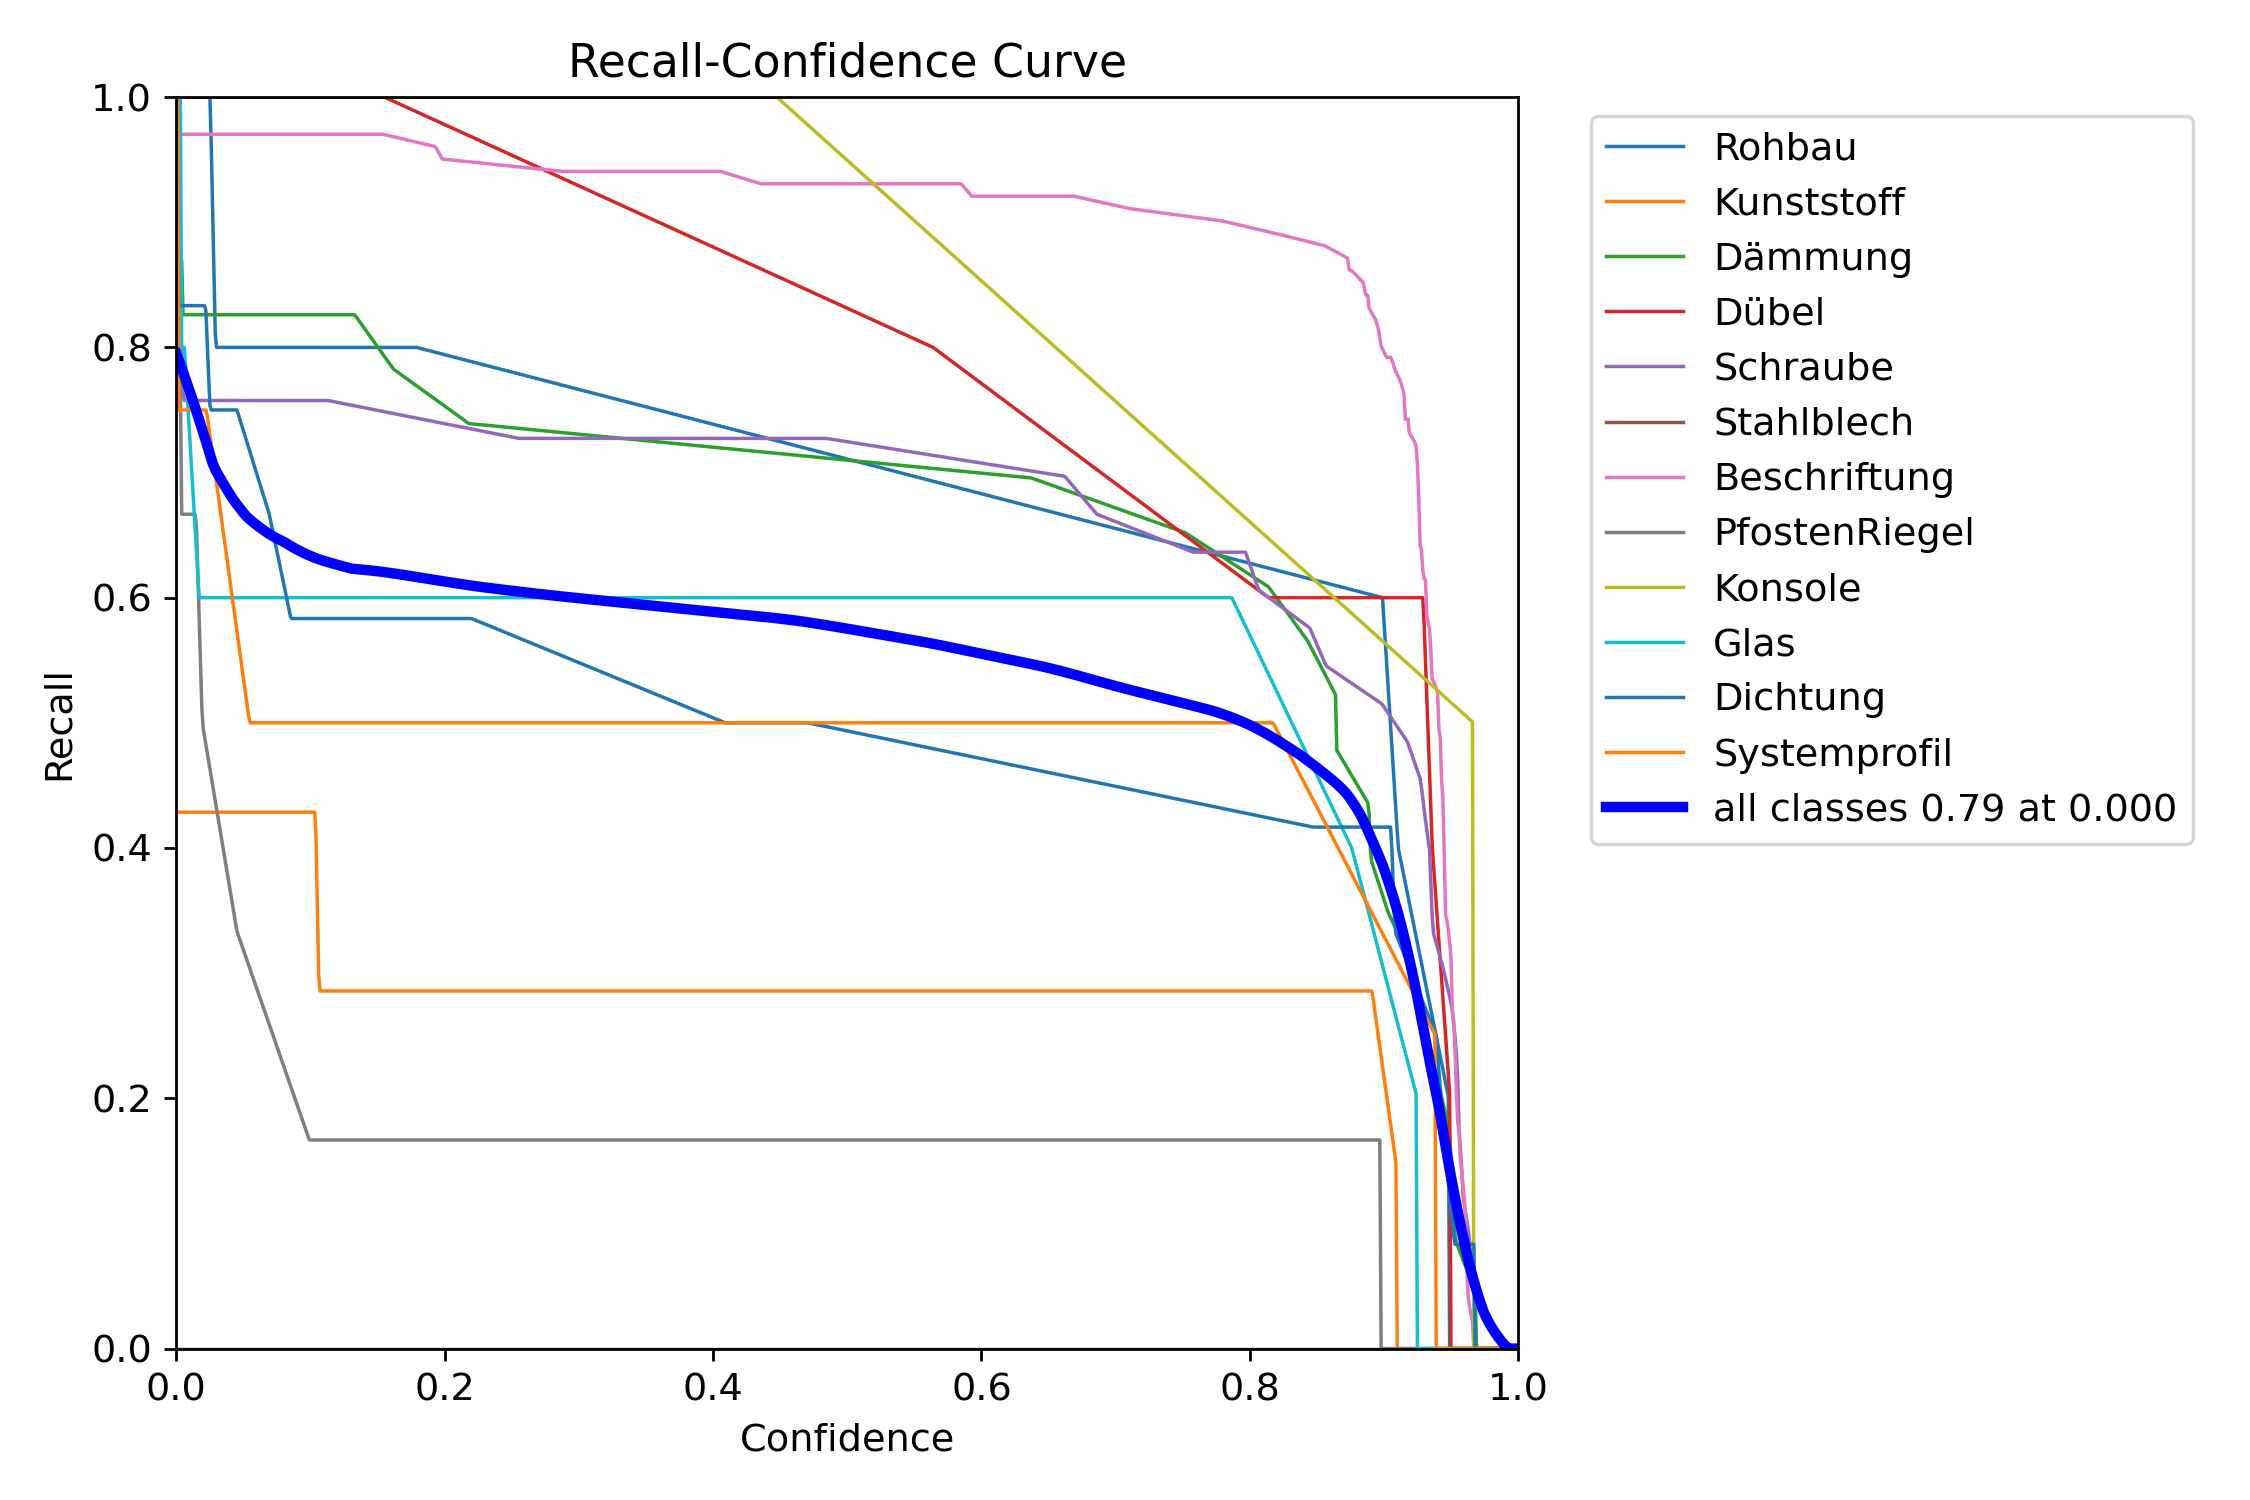 Recall-Confidence Curve
1.0
0.8
0.6
0.4
0.2
0.0
Recall
0.0 0.2 0.4 0.6 0.8 1.0
Confidence
Rohbau
Kunststoff
Dämmung
Dübel
Schraube
Stahlblech
Beschriftung
PfostenRiegel
Konsole
Glas
Dichtung
Systemprofil
all classes 0.79 at 0.000